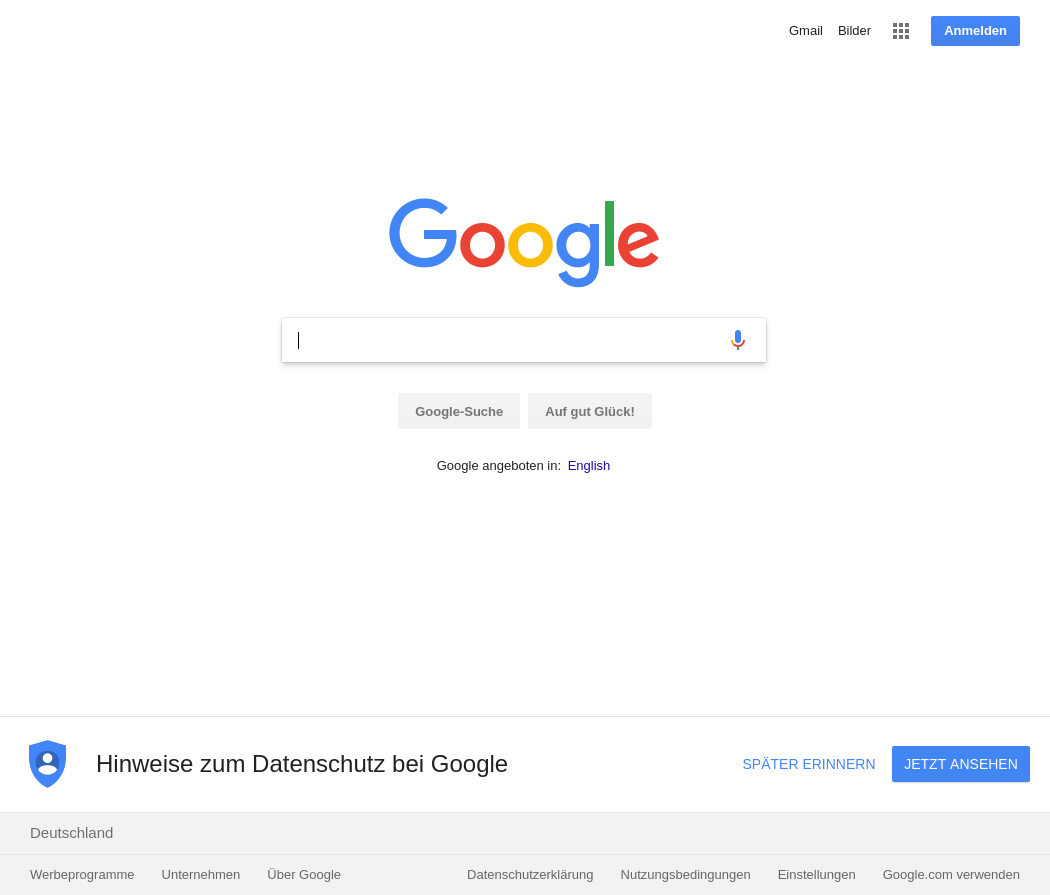 Gmail Bilder Anmelden
Google
Google-Suche Auf gut Glück!
Google angeboten in: English
Hinweise zum Datenschutz bei Google SPÄTER ERINNERN JETZT ANSEHEN
Deutschland
Werbeprogramme Unternehmen Über Google Datenschutzerklärung Nutzungsbedingungen Einstellungen Google.com verwenden